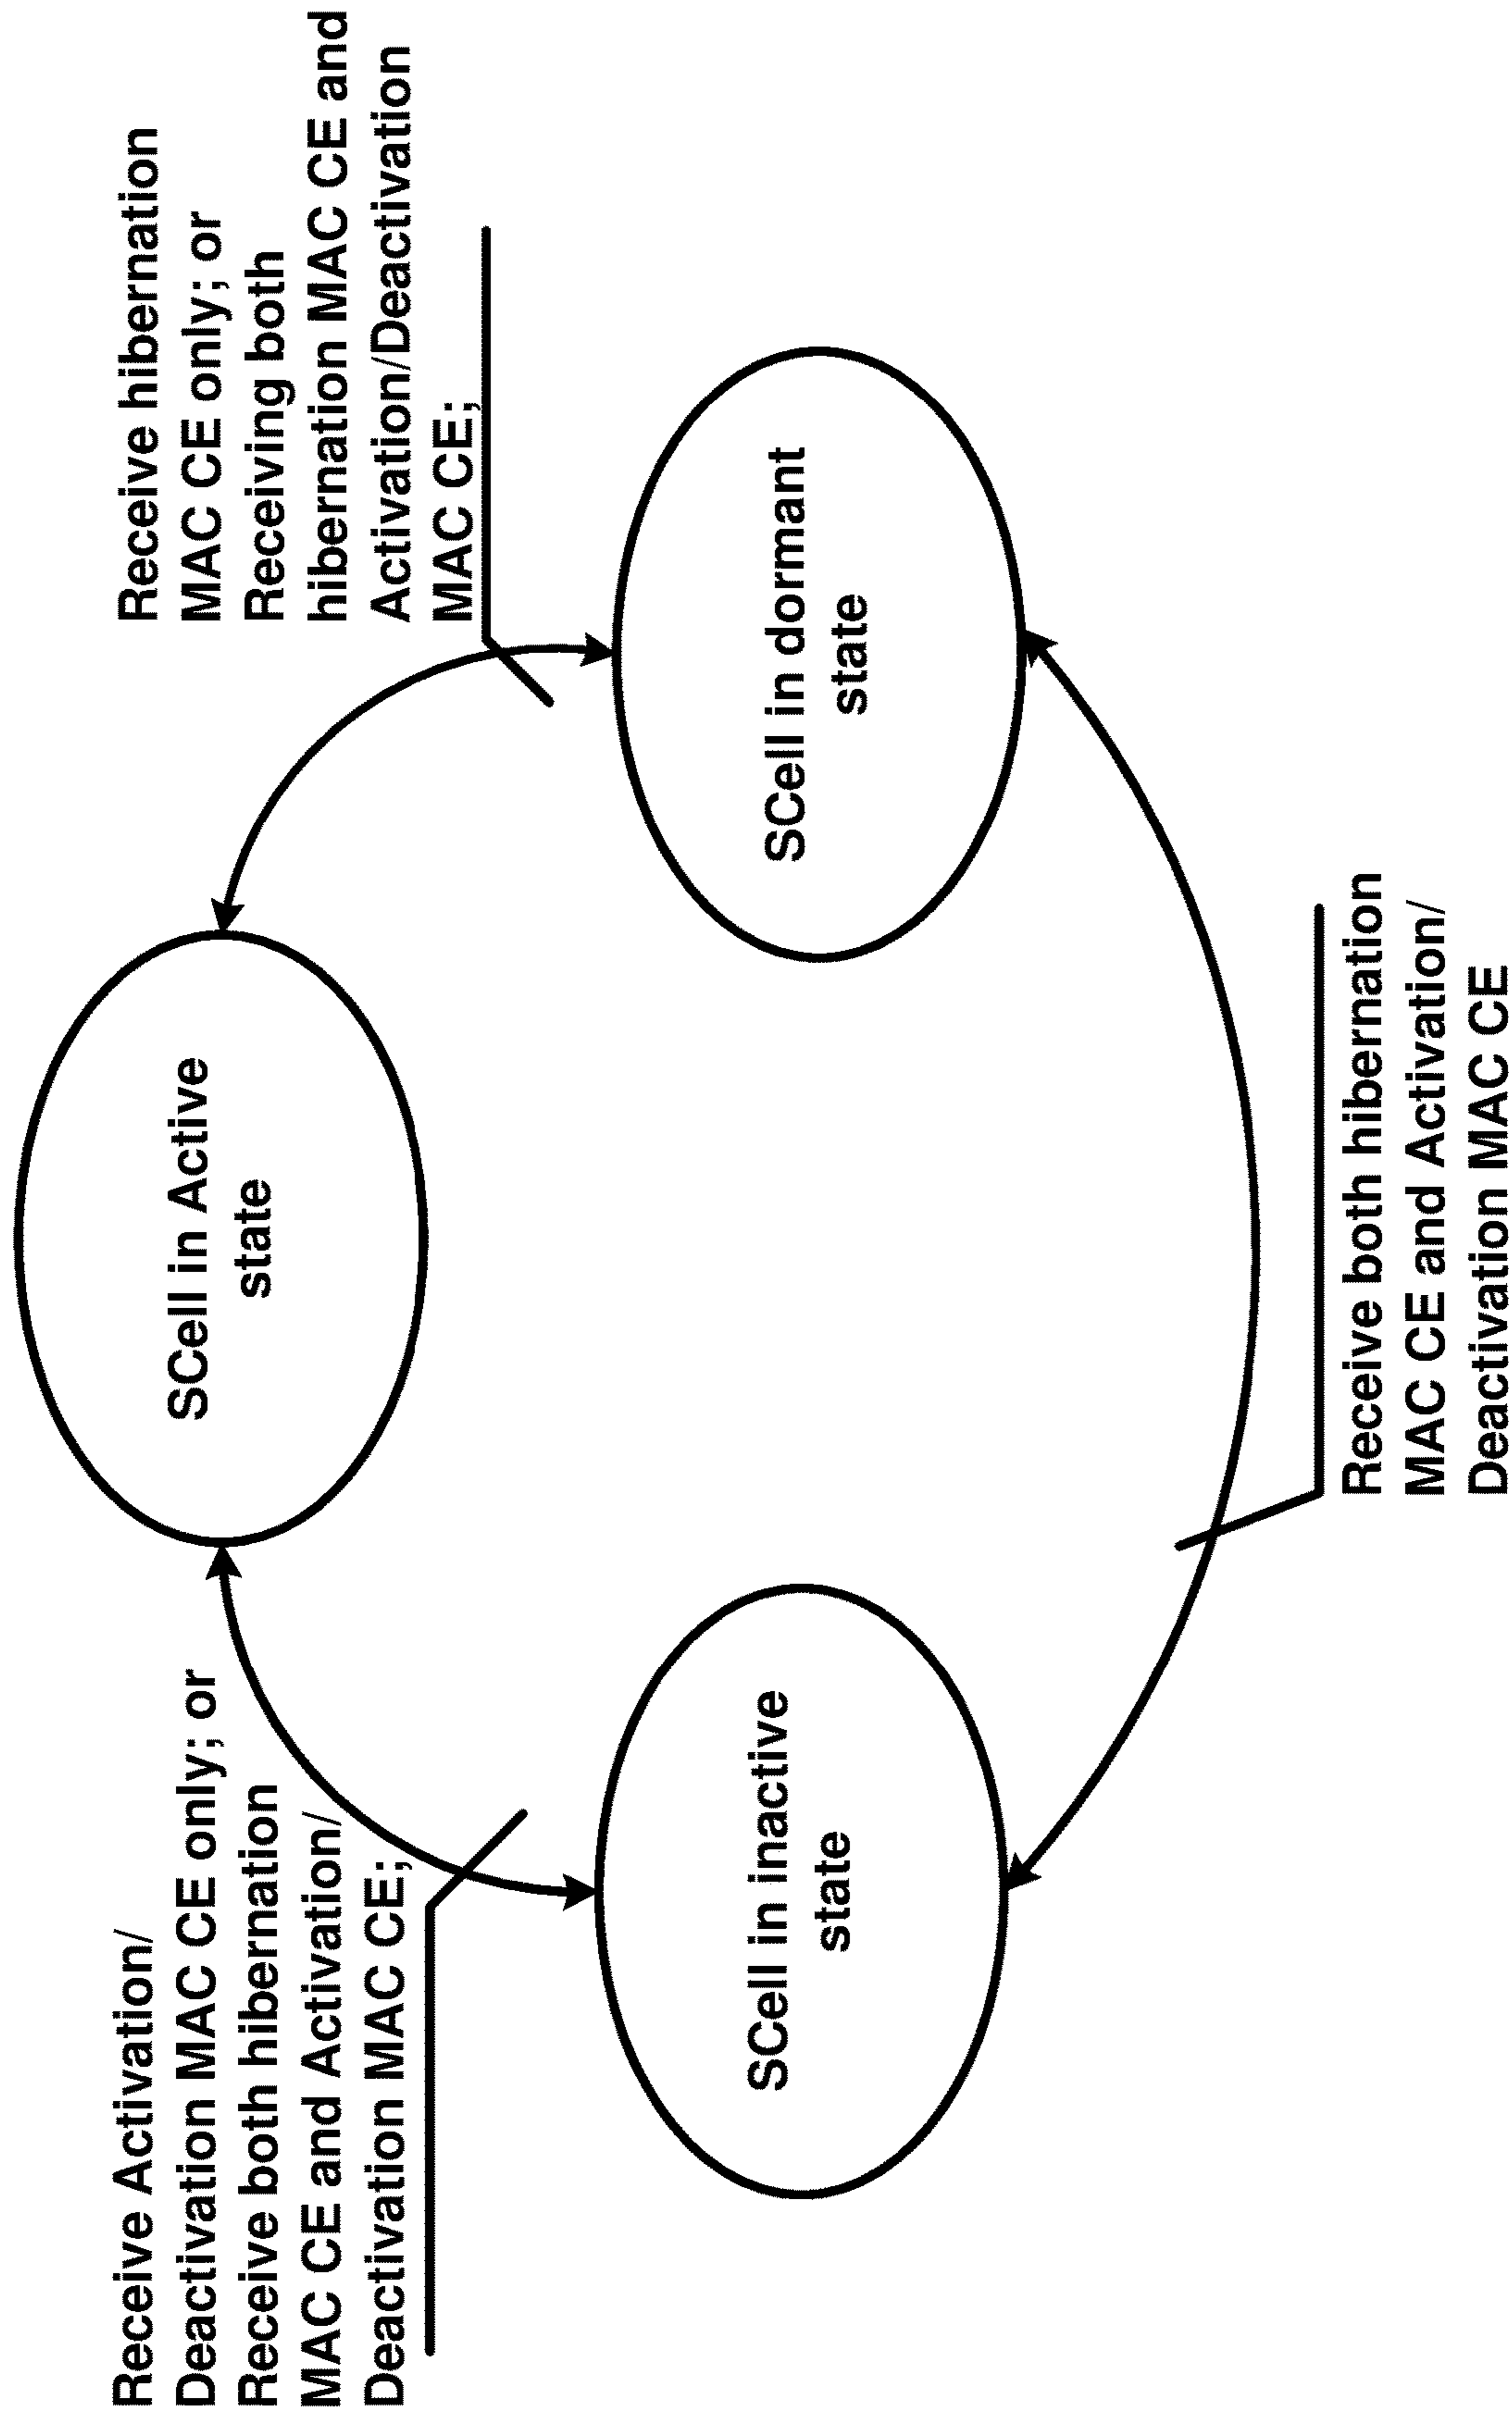 Receive Activation/
Deactivation MAC CE only; or
Receive both hibernation
MAC CE and Activation/
Deactivation MAC CE;
SCell in Active
state
Receive hibernation
MAC CE only; or
Receiving both
hibernation MAC CE and
Activation/Deactivation
MAC CE;
SCell in inactive
state
SCell in dormant
state
Receive both hibernation
MAC CE and Activation/
Deactivation MAC CE